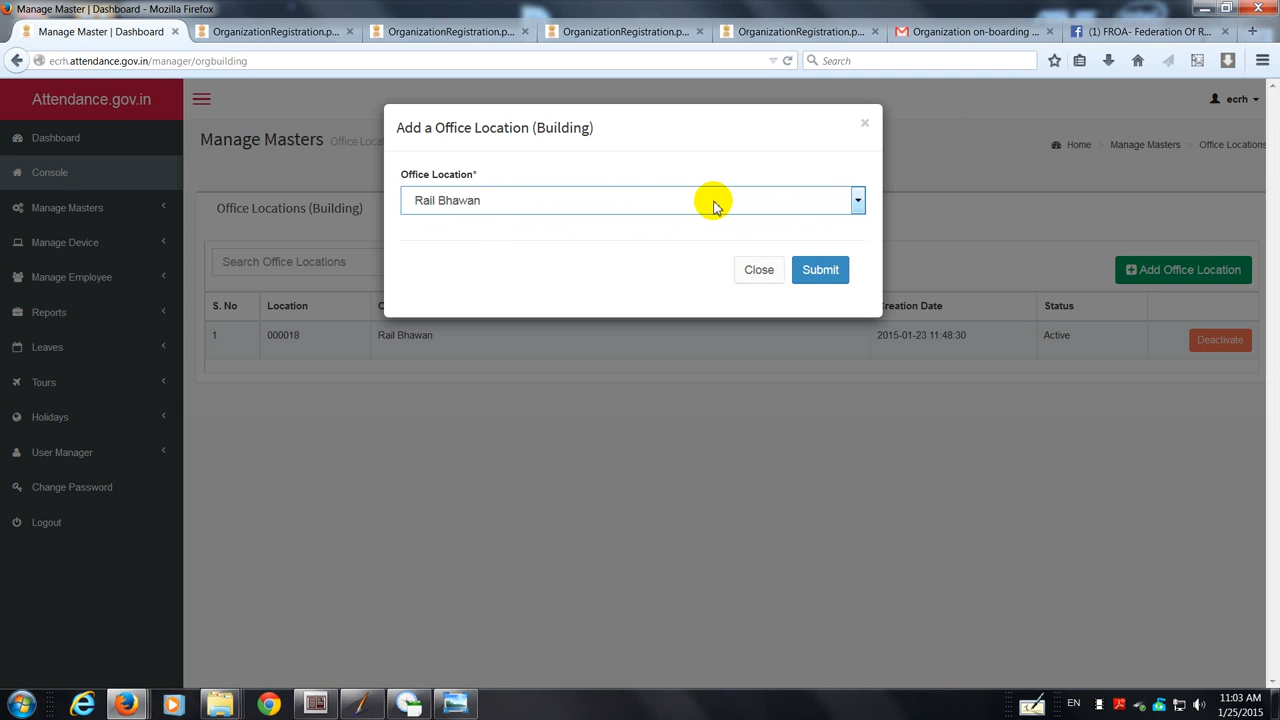 Manage Master | Dashboard - Mozilla Firefox
Manage Master | Dashboard
OrganizationRegistration.p...
OrganizationRegistration.p...
OrganizationRegistration.p...
OrganizationRegistration.p...
Organization on-boarding ...
(1) FROA- Federation Of R...
ecrh.attendance.gov.in/manager/orgbuilding
Search
Attendance.gov.in
ecrh
Dashboard
Console
Manage Masters
Manage Device
Manage Employee
Reports
Leaves
Tours
Holidays
User Manager
Change Password
Logout
Manage Masters
Home > Manage Masters > Office Locations
Office Locations (Building)
Search Office Locations
Add Office Location
S. No
Location
Creation Date
Status
1
000018
Rail Bhawan
2015-01-23 11:48:30
Active
Deactivate
Add a Office Location (Building)
×
Office Location*
Rail Bhawan
Close
Submit
EN
11:03 AM
1/25/2015